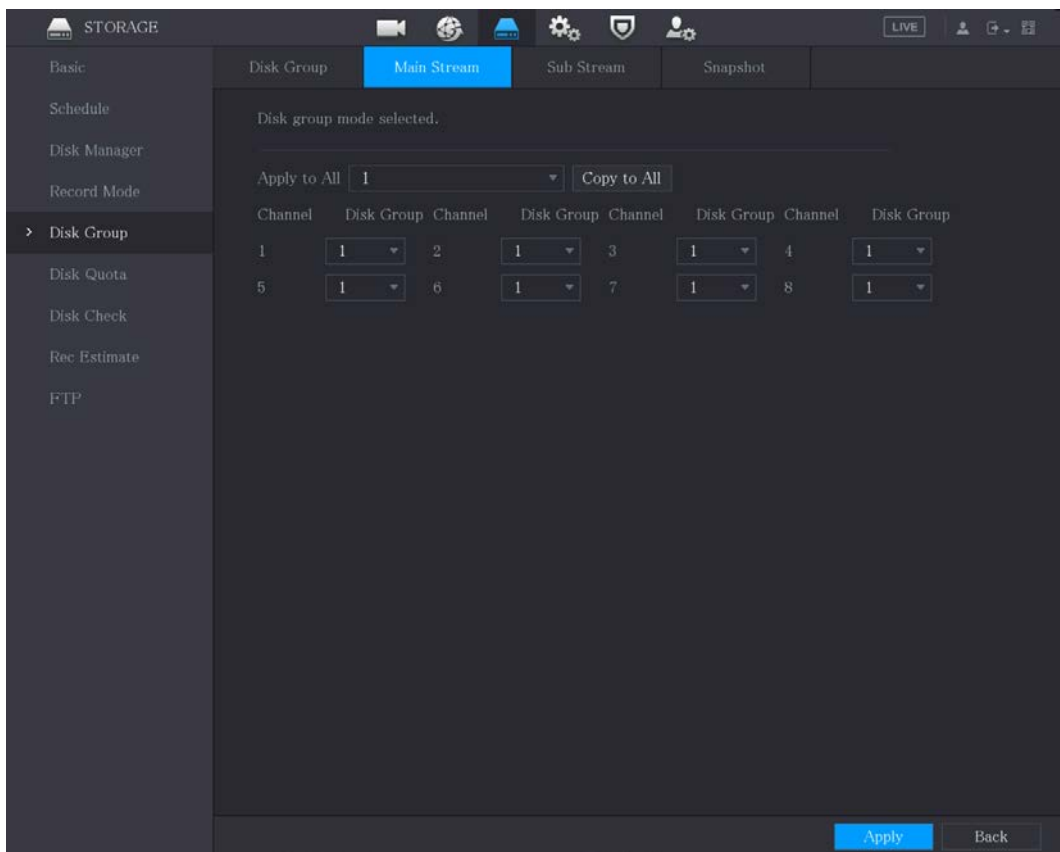 STORAGE
LIVE
Basic
Schedule
Disk Manager
Record Mode
> Disk Group
Disk Quota
Disk Check
Rec Estimate
FTP
Disk Group Main Stream Sub Stream Snapshot
Disk group mode selected.
Apply to All 1 Copy to All
Channel Disk Group Channel Disk Group Channel Disk Group Channel Disk Group
1 1 2 1 3 1 4 1
5 1 6 1 7 1 8 1
Apply Back